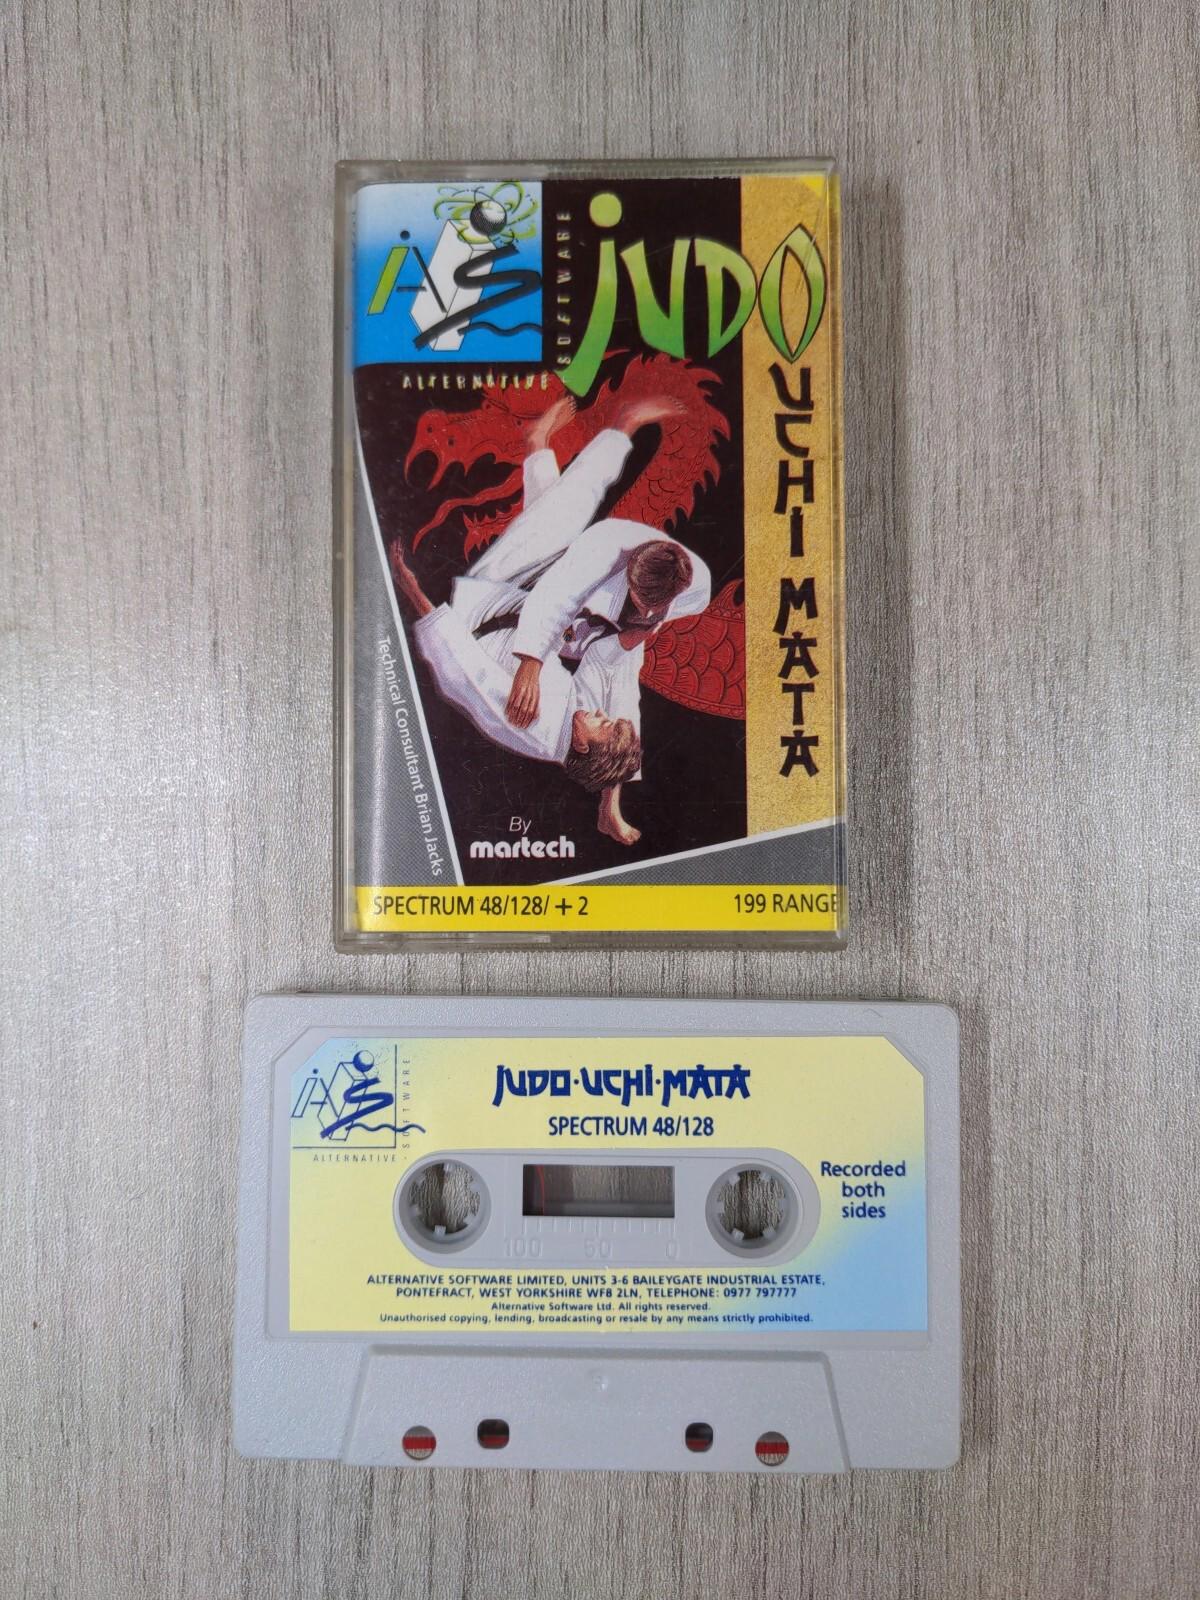 iAS
ALTERNATIVE · SOFTWARE
JUDO
UCHI MATA
Technical Consultant Brian Jacks
By
martech
SPECTRUM 48/128/+2
199 RANGE
iAS
ALTERNATIVE · SOFTWARE
JUDO·UCHI·MATA
SPECTRUM 48/128
Recorded
both
sides
100 50 0
ALTERNATIVE SOFTWARE LIMITED, UNITS 3-6 BAILEYGATE INDUSTRIAL ESTATE,
PONTEFRACT, WEST YORKSHIRE WF8 2LN, TELEPHONE: 0977 797777
Alternative Software Ltd. All rights reserved.
Unauthorised copying, lending, broadcasting or resale by any means strictly prohibited.